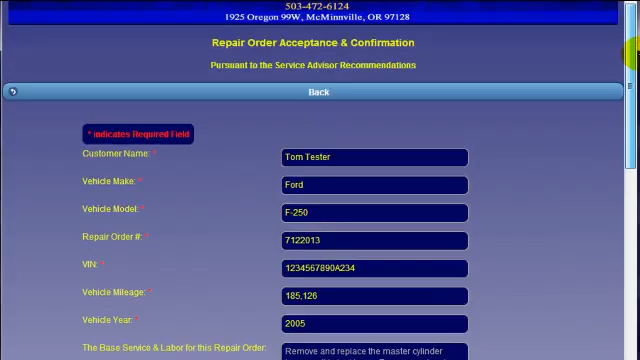 503-472-6124
1925 Oregon 99W, McMinnville, OR 97128
Repair Order Acceptance & Confirmation
Pursuant to the Service Advisor Recommendations
Back
* indicates Required Field
Customer Name: *
Tom Tester
Vehicle Make: *
Ford
Vehicle Model: *
F-250
Repair Order #: *
7122013
VIN: *
1234567890A234
Vehicle Mileage: *
185,126
Vehicle Year: *
2005
The Base Service & Labor for this Repair Order:
Remove and replace the master cylinder